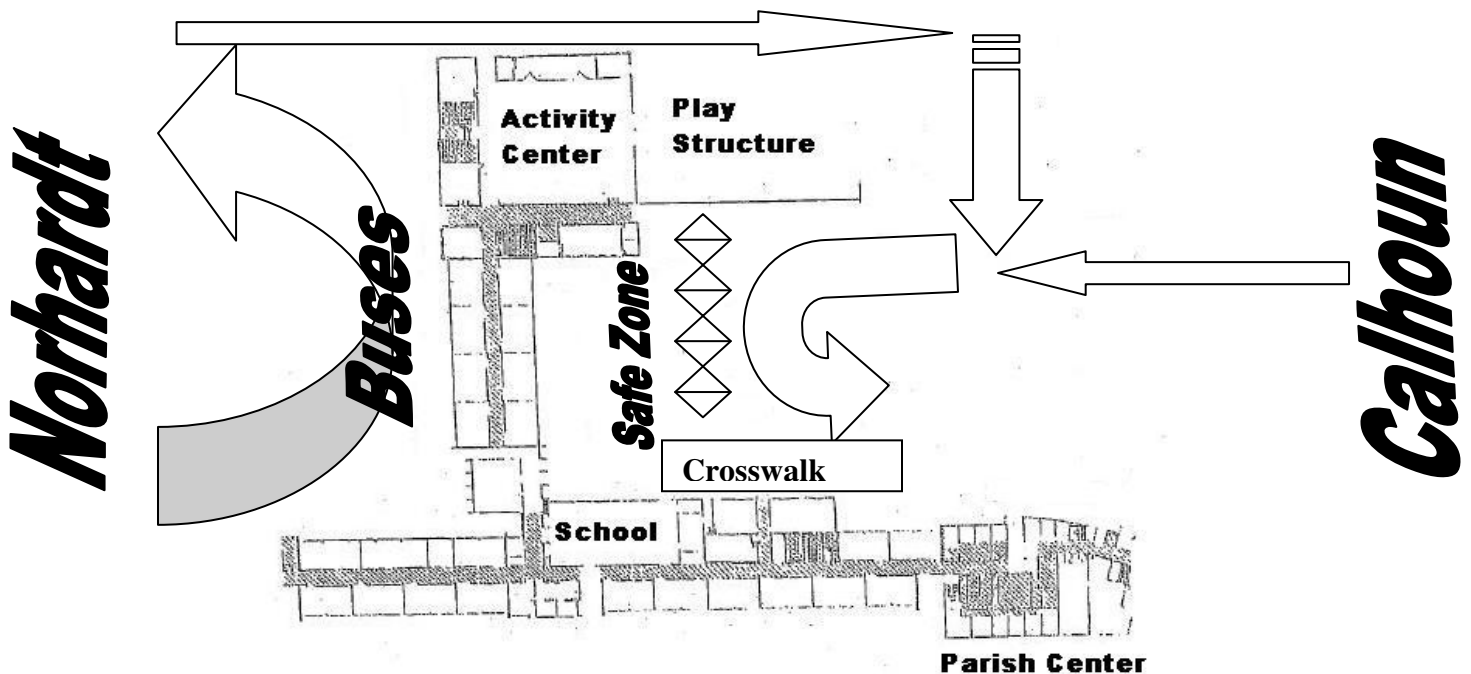 Norhardt
Buses
Activity
Center
Play
Structure
Safe Zone
Crosswalk
School
Calhoun
Parish Center